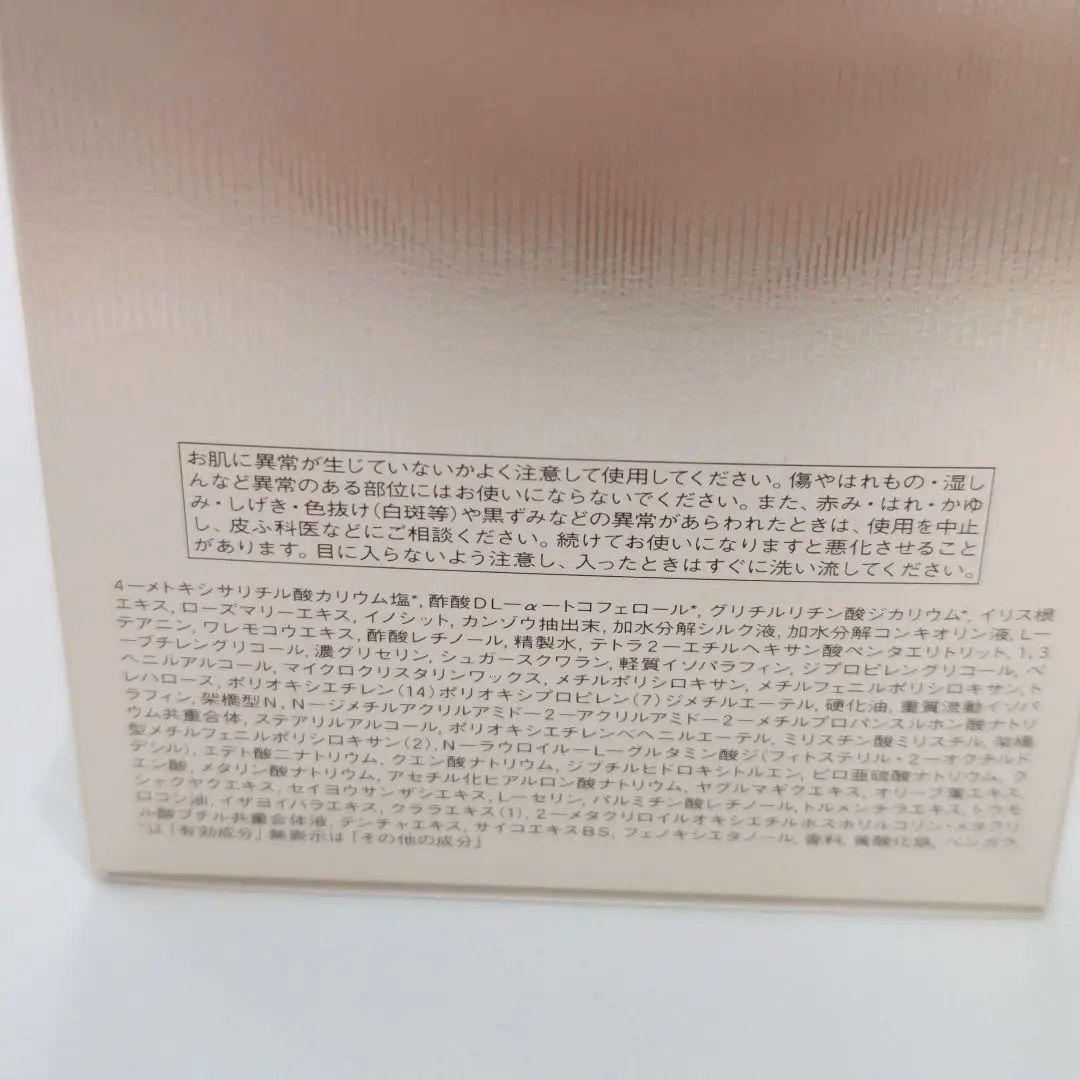 お肌に異常が生じていないかよく注意して使用してください。傷やはれもの・湿し
んなど異常のある部位にはお使いにならないでください。また、赤み・はれ・かゆ
み・しげき・色抜け(白斑等)や黒ずみなどの異常があらわれたときは、使用を中止
し、皮ふ科医などにご相談ください。続けてお使いになりますと悪化させること
があります。目に入らないよう注意し、入ったときはすぐに洗い流してください。
4-メトキシサリチル酸カリウム塩*, 酢酸DL-α-トコフェロール*, グリチルリチン酸ジカリウム*, イリス根
エキス, ローズマリーエキス, イノシット, カンゾウ抽出末, 加水分解シルク液, 加水分解コンキオリン液, L-
テアニン, ワレモコウエキス, 酢酸レチノール, 精製水, テトラ2-エチルヘキサン酸ペンタエリトリット, 1,3
-ブチレングリコール, 濃グリセリン, シュガースクワラン, 軽質イソパラフィン, ジプロピレングリコール, ベ
ヘニルアルコール, マイクロクリスタリンワックス, メチルポリシロキサン, メチルフェニルポリシロキサン, ト
レハロース, ポリオキシエチレン(14)ポリオキシプロピレン(7)ジメチルエーテル, 硬化油, 重質流動イソパ
ラフィン, 架橋型N,N-ジメチルアクリルアミド-2-アクリルアミド-2-メチルプロパンスルホン酸ナトリ
ウム共重合体, ステアリルアルコール, ポリオキシエチレンベヘニルエーテル, ミリスチン酸ミリスチル, 架橋
型メチルフェニルポリシロキサン(2), N-ラウロイル-L-グルタミン酸ジ(フィトステリル・2-オクチルド
デシル), エデト酸二ナトリウム, クエン酸ナトリウム, ジブチルヒドロキシトルエン, ピロ亜硫酸ナトリウム, ク
エン酸, メタリン酸ナトリウム, アセチル化ヒアルロン酸ナトリウム, ヤグルマギクエキス, オリーブ葉エキス,
シャクヤクエキス, セイヨウサンザシエキス, L-セリン, パルミチン酸レチノール, トルメンチラエキス, トウモ
ロコシ油, イザヨイバラエキス, クララエキス(1), 2-メタクリロイルオキシエチルホスホリルコリン・メタクリ
ル酸ブチル共重合体液, テンチャエキス, サイコエキスBS, フェノキシエタノール, 香料, 黄酸化鉄, ベンガラ
*は「有効成分」無表示は「その他の成分」